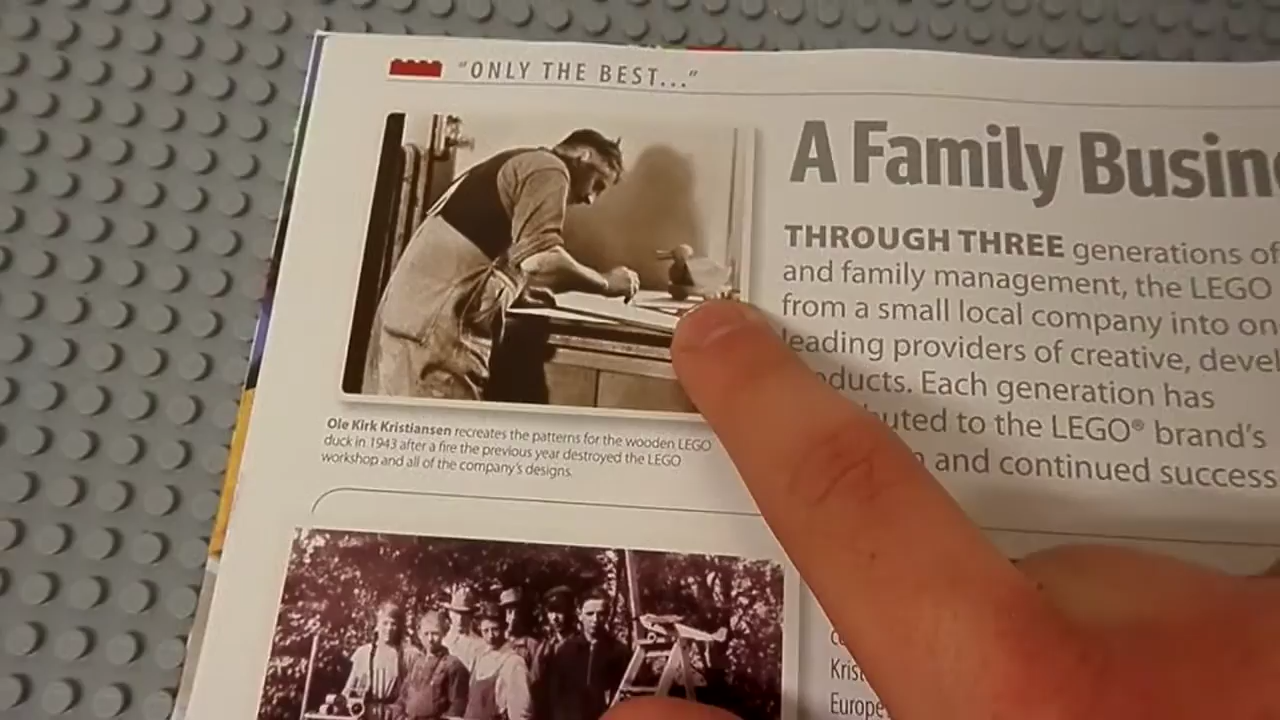 "ONLY THE BEST..."
A Family Busin
THROUGH THREE generations of
and family management, the LEGO
from a small local company into on
leading providers of creative, devel
oducts. Each generation has
buted to the LEGO® brand's
and continued success
Ole Kirk Kristiansen recreates the patterns for the wooden LEGO
duck in 1943 after a fire the previous year destroyed the LEGO
workshop and all of the company's designs.
Kris
Europe